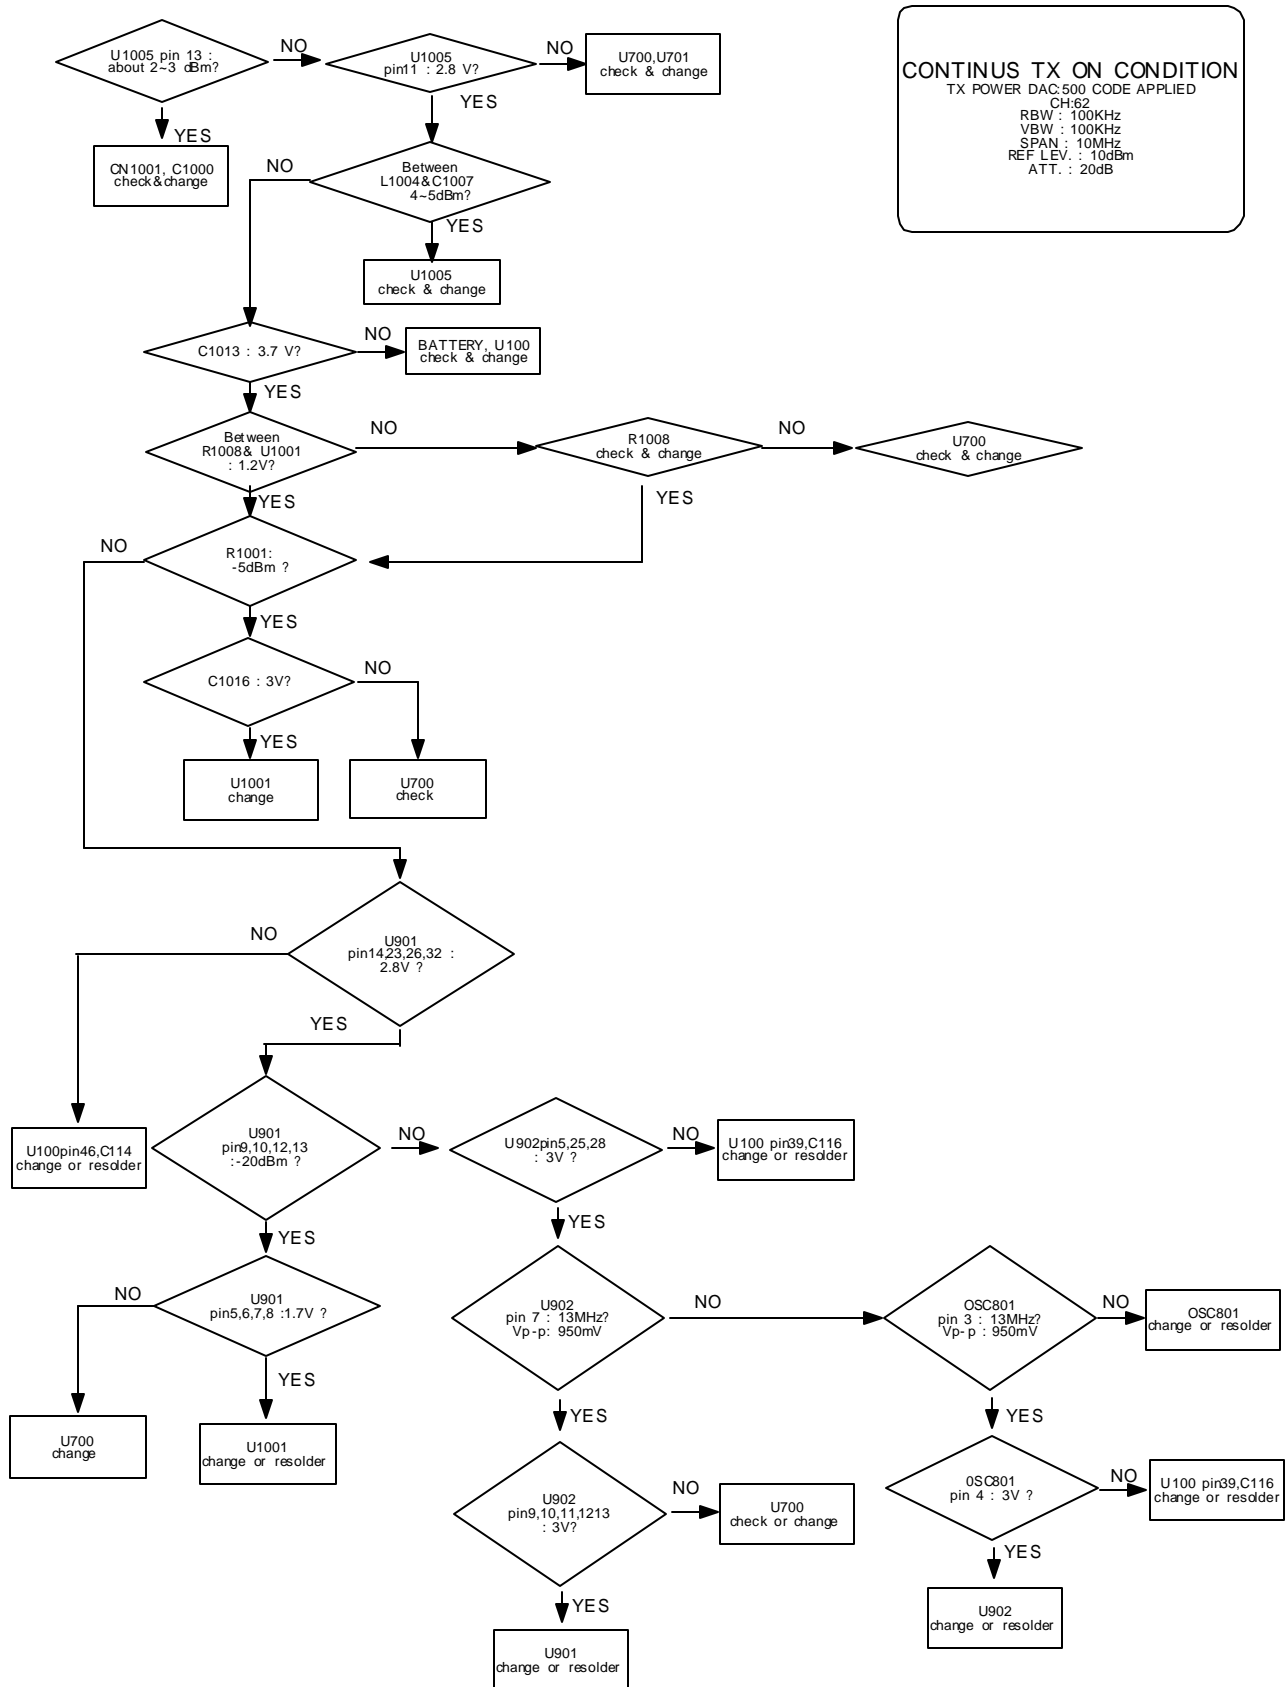 U1005 pin 13 :
about 2~3 dBm?
NO
U1005
pin11 : 2.8 V?
NO
U700,U701
check & change
YES
CN1001, C1000
check&change
YES
Between
L1004&C1007
4~5dBm?
NO
YES
U1005
check & change
CONTINUS TX ON CONDITION
TX POWER DAC:500 CODE APPLIED
CH:62
RBW : 100KHz
VBW : 100KHz
SPAN : 10MHz
REF LEV. : 10dBm
ATT. : 20dB
C1013 : 3.7 V?
NO
BATTERY, U100
check & change
YES
Between
R1008& U1001
: 1.2V?
NO
R1008
check & change
NO
U700
check & change
YES
YES
R1001:
-5dBm ?
NO
YES
C1016 : 3V?
NO
YES
U1001
change
U700
check
U901
pin14,23,26,32 :
2.8V ?
NO
YES
U100pin46,C114
change or resolder
U901
pin9,10,12,13
:-20dBm ?
NO
U902pin5,25,28
: 3V ?
NO
U100 pin39,C116
change or resolder
YES
YES
U901
pin5,6,7,8 :1.7V ?
NO
YES
U700
change
U1001
change or resolder
U902
pin 7 : 13MHz?
Vp-p: 950mV
NO
OSC801
pin 3 : 13MHz?
Vp-p : 950mV
NO
OSC801
change or resolder
YES
YES
U902
pin9,10,11,1213
: 3V?
NO
U700
check or change
0SC801
pin 4 : 3V ?
NO
U100 pin39,C116
change or resolder
YES
YES
U901
change or resolder
U902
change or resolder